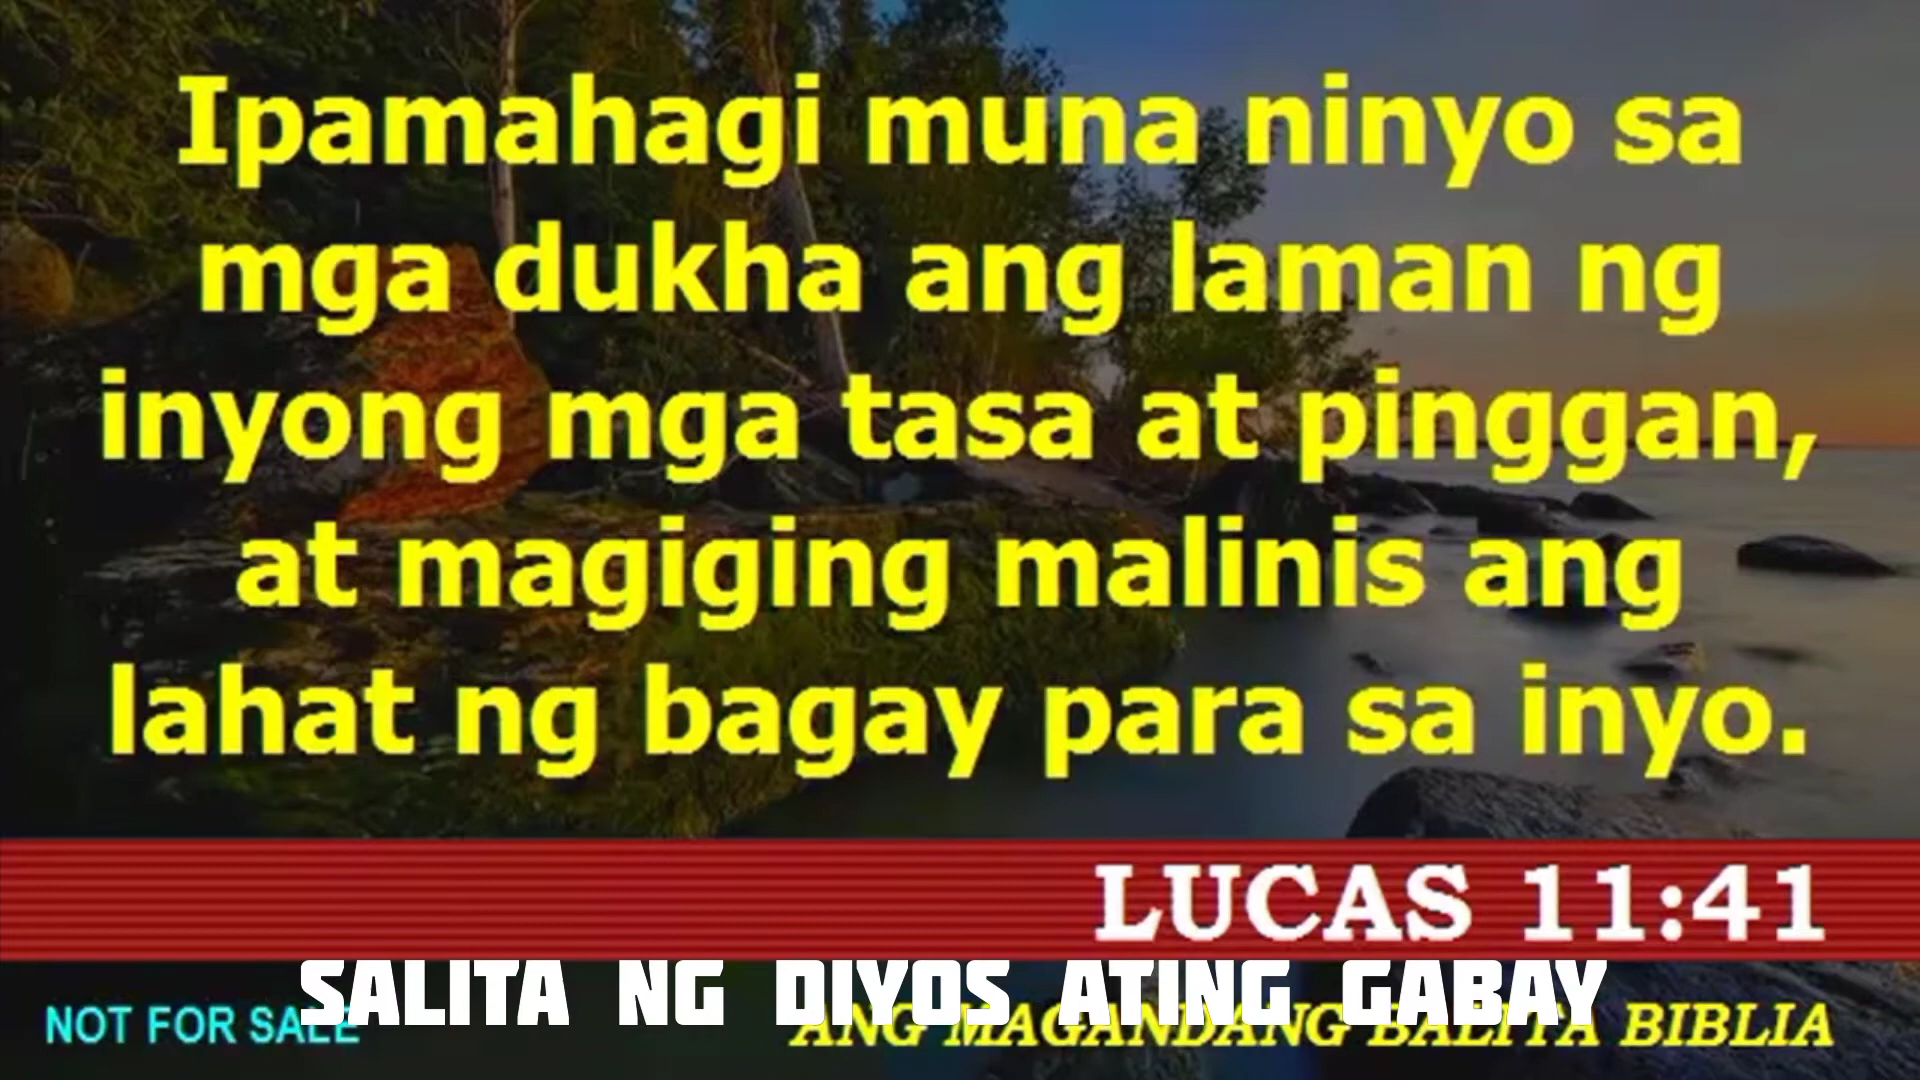 Ipamahagi muna ninyo sa
mga dukha ang laman ng
inyong mga tasa at pinggan,
at magiging malinis ang
lahat ng bagay para sa inyo.
LUCAS 11:41
SALITA NG DIYOS ATING GABAY
NOT FOR SALE
ANG MAGANDANG BALITA BIBLIA